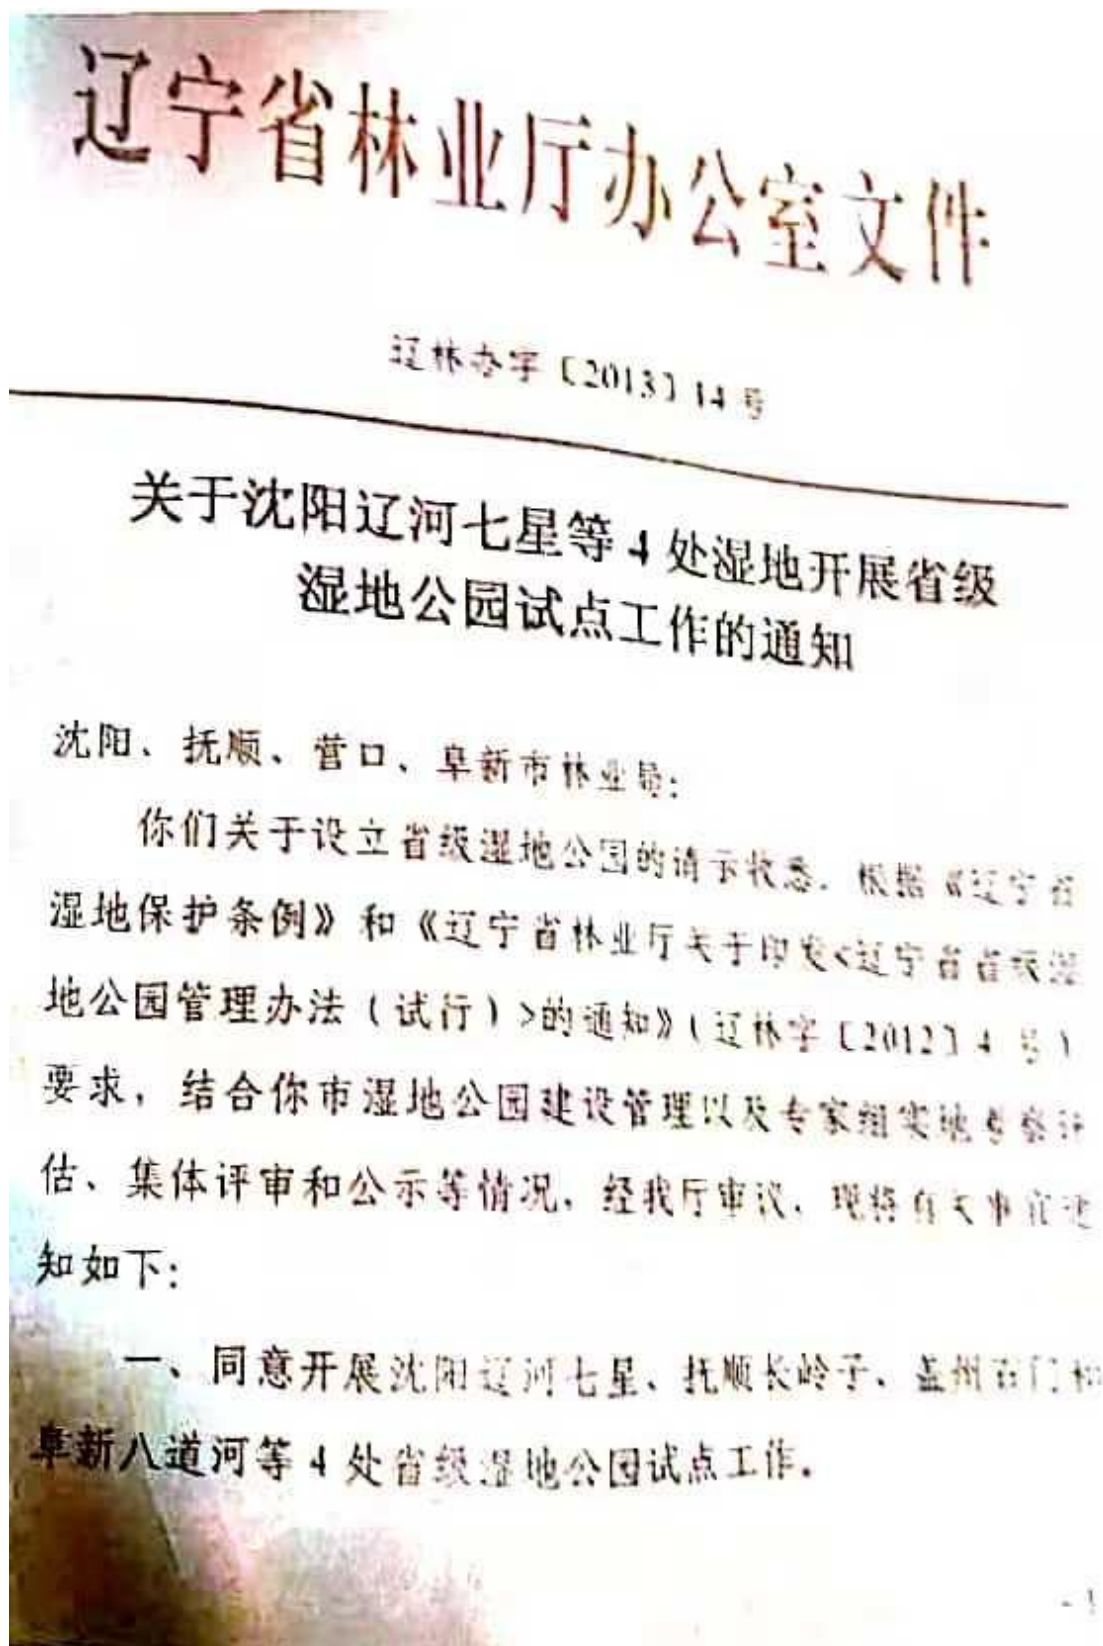 辽宁省林业厅办公室文件
辽林办字〔2013〕14号
关于沈阳辽河七星等4处湿地开展省级
湿地公园试点工作的通知
沈阳、抚顺、营口、阜新市林业局:
你们关于设立省级湿地公园的请示收悉。根据《辽宁省
湿地保护条例》和《辽宁省林业厅关于印发<辽宁省省级湿
地公园管理办法(试行)>的通知》(辽林字〔2012〕4号)
要求,结合你市湿地公园建设管理以及专家组实地考察评
估、集体评审和公示等情况,经我厅审议,现将有关事宜通
知如下:
一、同意开展沈阳辽河七星、抚顺长岭子、盖州石门和
阜新八道河等4处省级湿地公园试点工作。